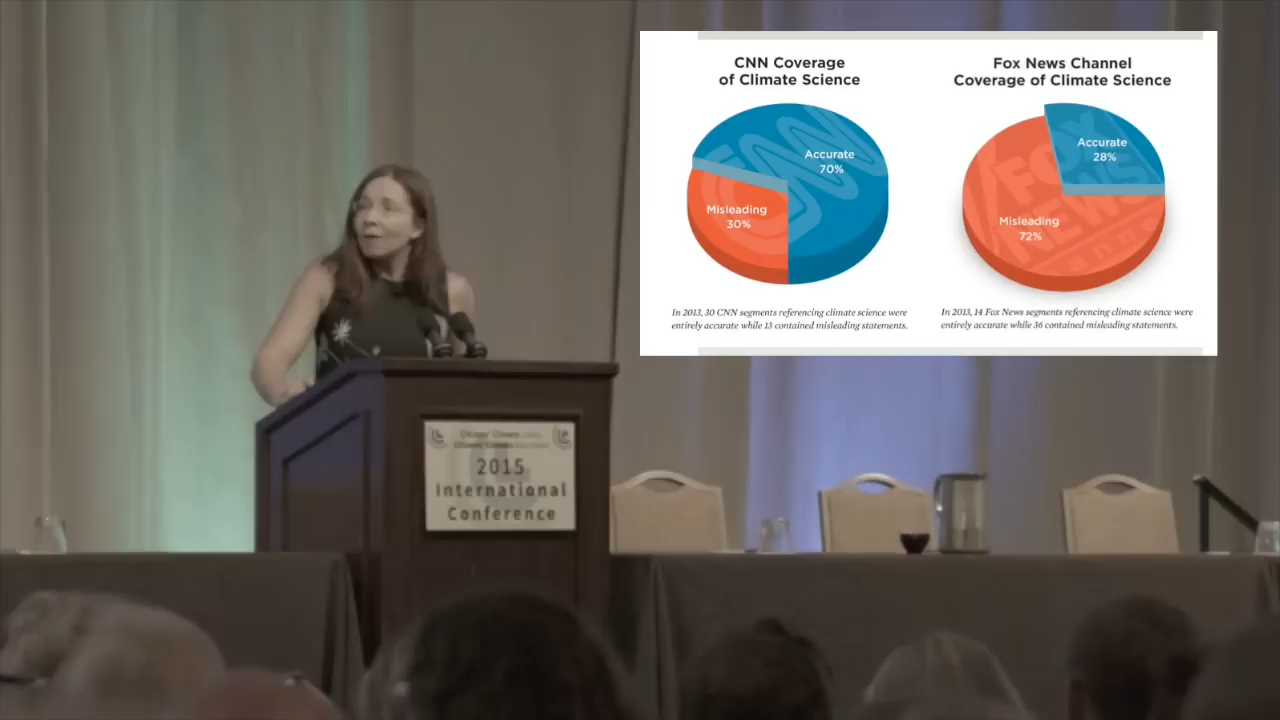 CNN Coverage
of Climate Science
Accurate
70%
Misleading
30%
In 2013, 30 CNN segments referencing climate science were
entirely accurate while 13 contained misleading statements.
Fox News Channel
Coverage of Climate Science
Accurate
28%
Misleading
72%
FOX
NEWS
In 2013, 14 Fox News segments referencing climate science were
entirely accurate while 36 contained misleading statements.
2015
International
Conference